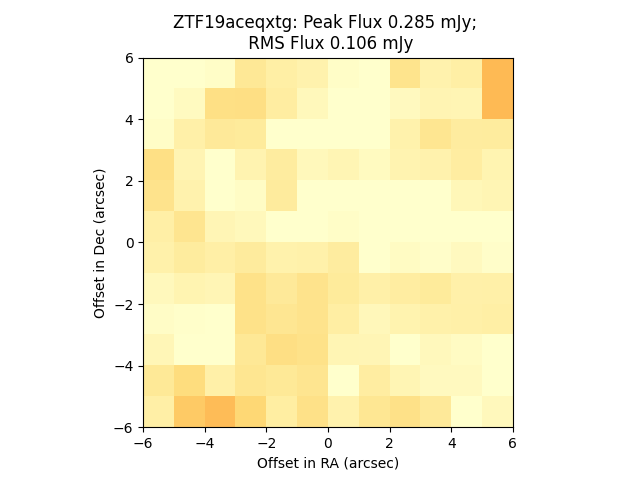 ZTF19aceqxtg: Peak Flux 0.285 mJy;
RMS Flux 0.106 mJy
6
4
2
0
−2
−4
−6
Offset in Dec (arcsec)
−6 −4 −2 0 2 4 6
Offset in RA (arcsec)